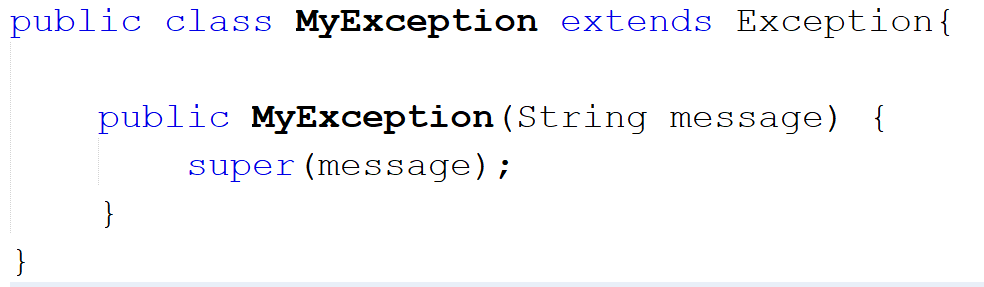 public class MyException extends Exception{
public MyException(String message) {
super(message);
}
}